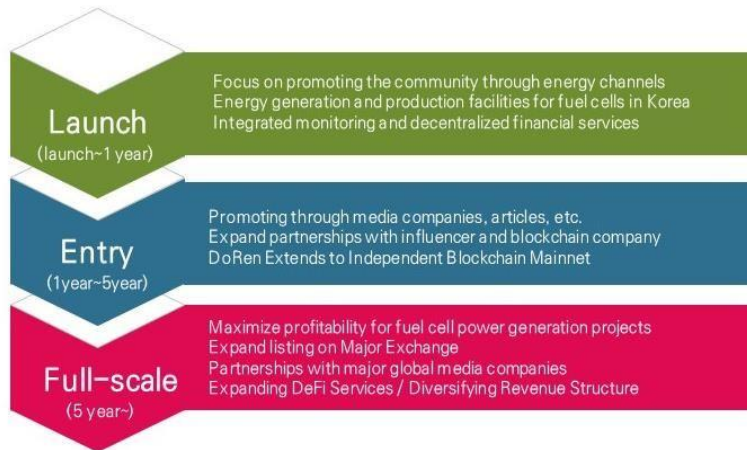 Launch
(launch~1 year)
Focus on promoting the community through energy channels
Energy generation and production facilities for fuel cells in Korea
Integrated monitoring and decentralized financial services
Entry
(1year~5year)
Promoting through media companies, articles, etc.
Expand partnerships with influencer and blockchain company
DoRen Extends to Independent Blockchain Mainnet
Full-scale
(5 year~)
Maximize profitability for fuel cell power generation projects
Expand listing on Major Exchange
Partnerships with major global media companies
Expanding DeFi Services / Diversifying Revenue Structure